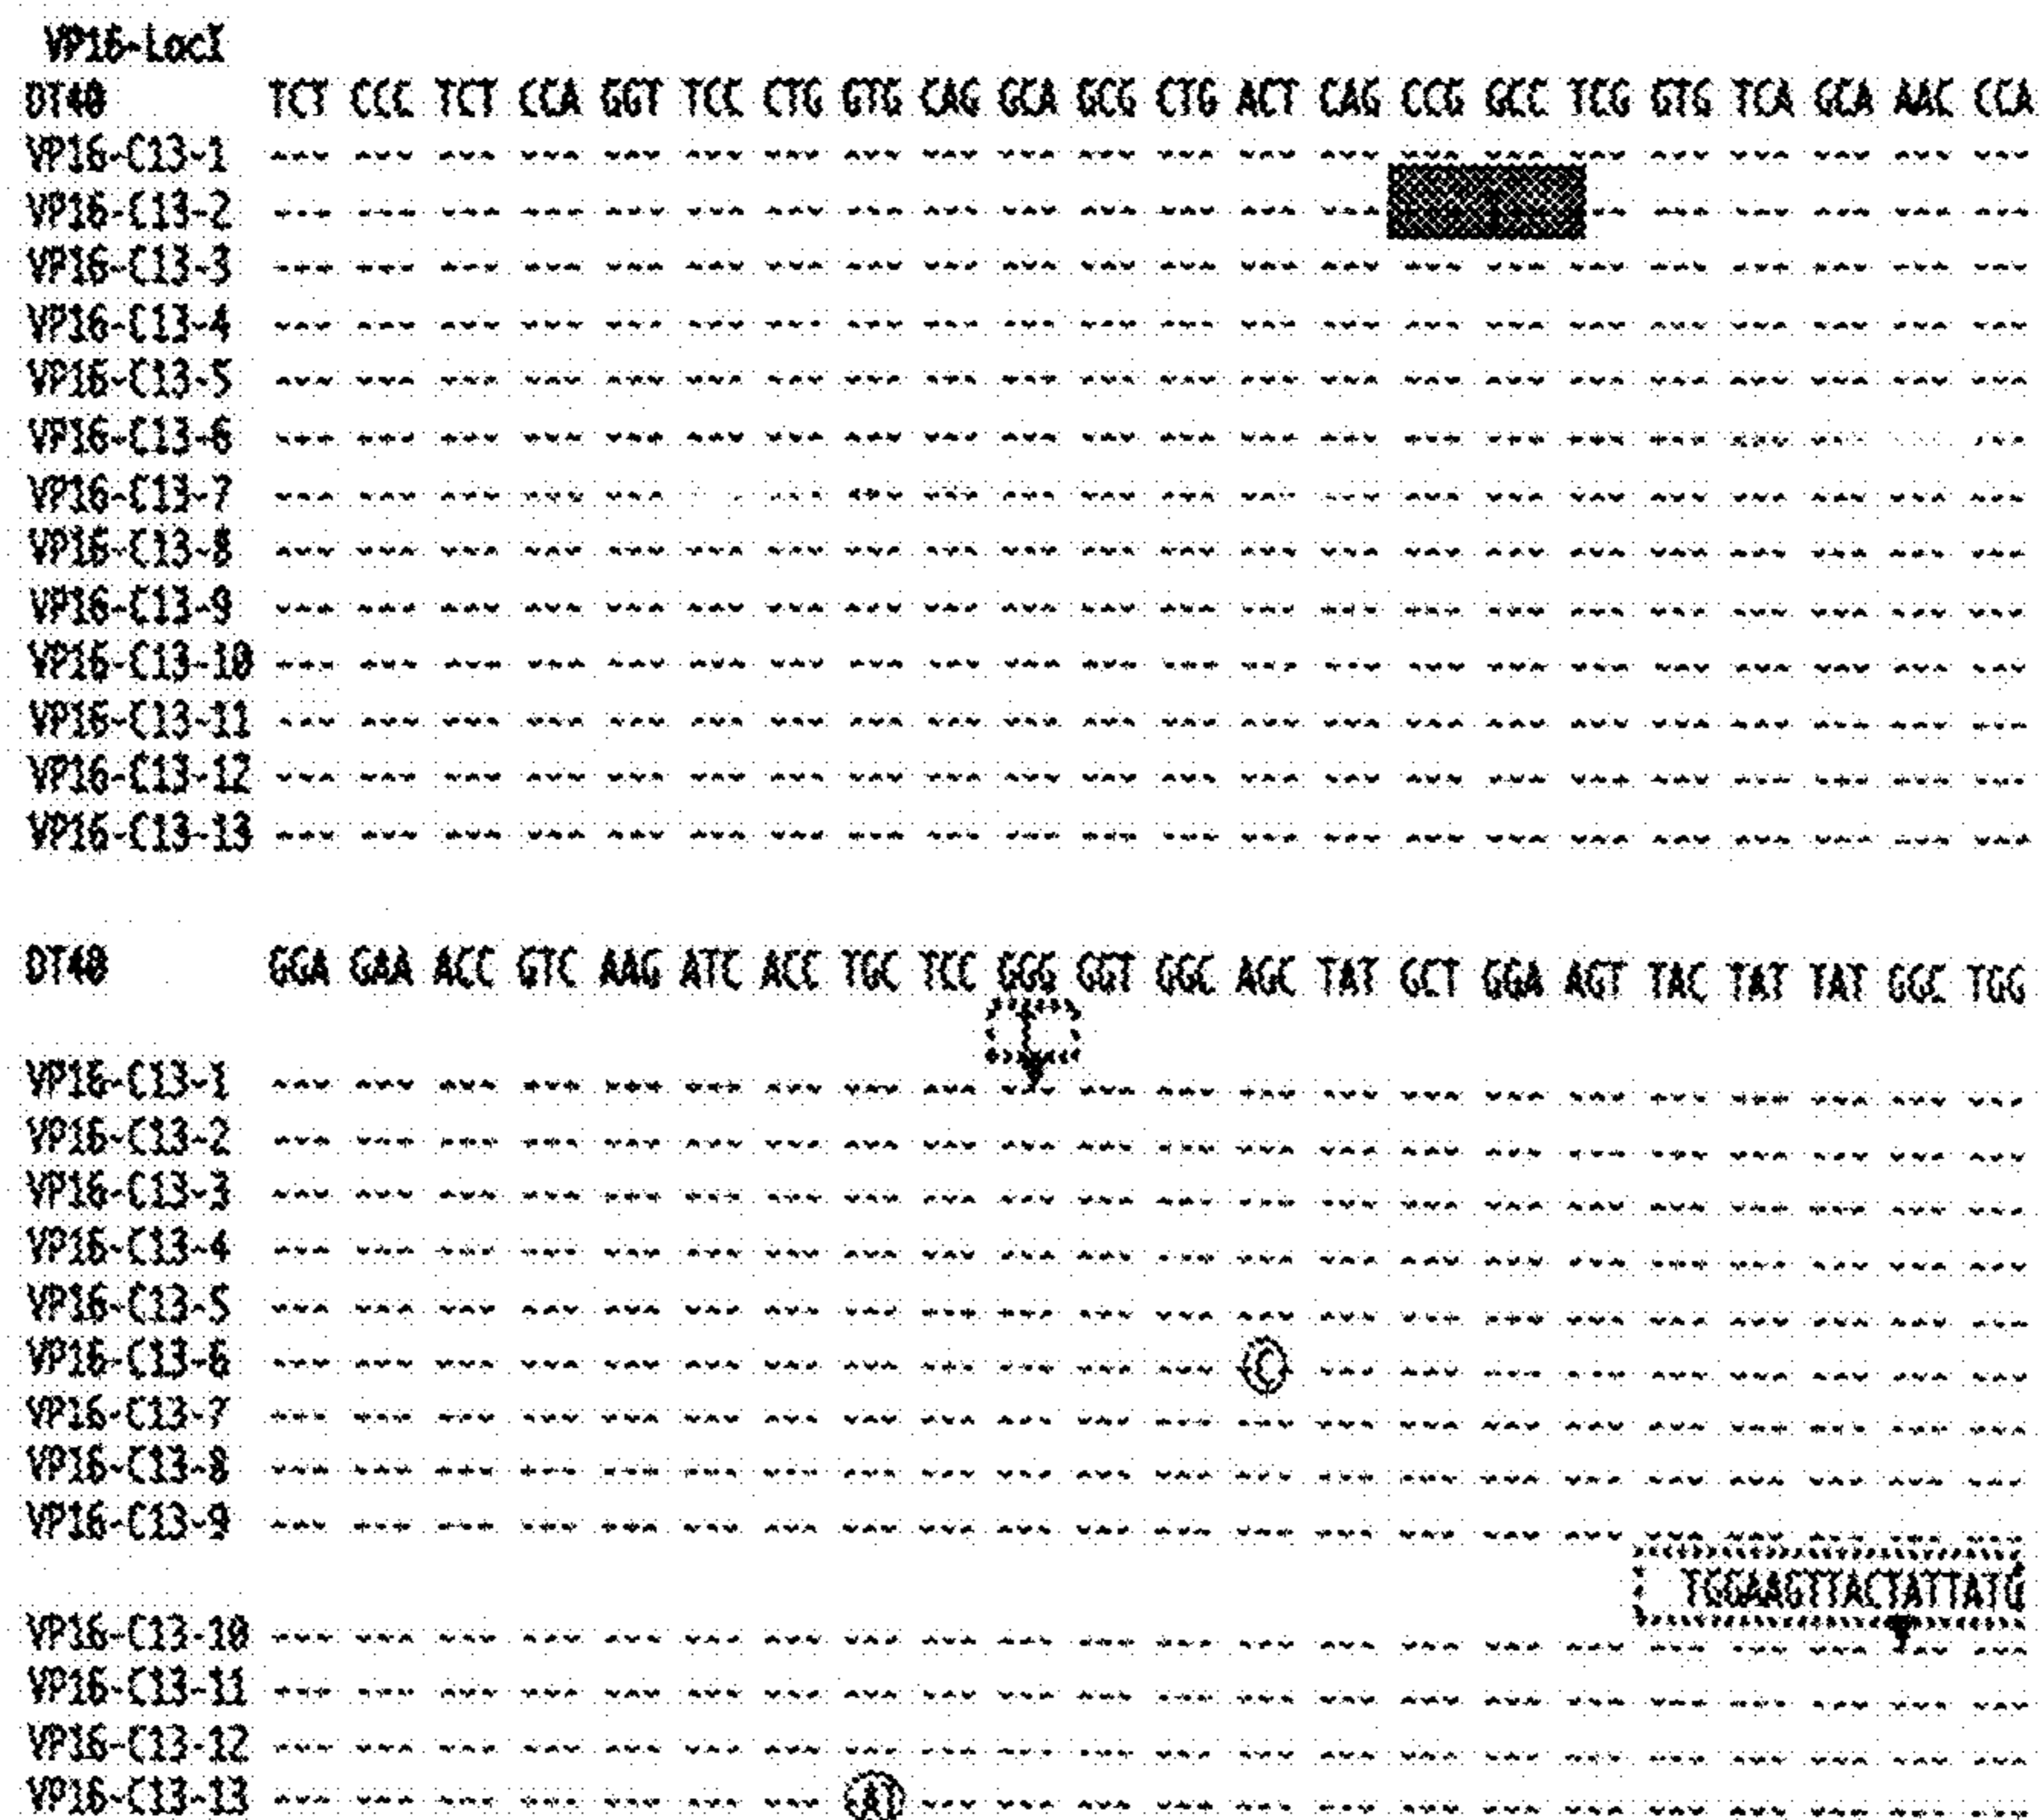 VP16-LacI
DT40 TCT CCC TCT CCA GGT TCC CTG GTG CAG GCA GCG CTG ACT CAG CCG GCC TCG GTG TCA GCA AAC CCA
VP16-C13-1 --- --- --- --- --- --- --- --- --- --- --- --- --- --- --- --- --- --- --- --- --- ---
VP16-C13-2 --- --- --- --- --- --- --- --- --- --- --- --- --- --- --- --- --- --- --- --- ---
VP16-C13-3 --- --- --- --- --- --- --- --- --- --- --- --- --- --- --- --- --- --- --- --- --- ---
VP16-C13-4 --- --- --- --- --- --- --- --- --- --- --- --- --- --- --- --- --- --- --- --- --- ---
VP16-C13-5 --- --- --- --- --- --- --- --- --- --- --- --- --- --- --- --- --- --- --- --- --- ---
VP16-C13-6 --- --- --- --- --- --- --- --- --- --- --- --- --- --- --- --- --- --- --- --- --- ---
VP16-C13-7 --- --- --- --- --- --- --- --- --- --- --- --- --- --- --- --- --- --- --- --- --- ---
VP16-C13-8 --- --- --- --- --- --- --- --- --- --- --- --- --- --- --- --- --- --- --- --- --- ---
VP16-C13-9 --- --- --- --- --- --- --- --- --- --- --- --- --- --- --- --- --- --- --- --- --- ---
VP16-C13-10 --- --- --- --- --- --- --- --- --- --- --- --- --- --- --- --- --- --- --- --- --- ---
VP16-C13-11 --- --- --- --- --- --- --- --- --- --- --- --- --- --- --- --- --- --- --- --- --- ---
VP16-C13-12 --- --- --- --- --- --- --- --- --- --- --- --- --- --- --- --- --- --- --- --- --- ---
VP16-C13-13 --- --- --- --- --- --- --- --- --- --- --- --- --- --- --- --- --- --- --- --- --- ---
DT40 GGA GAA ACC GTC AAG ATC ACC TGC TCC GGG GGT GGC AGC TAT GCT GGA AGT TAC TAT TAT GGC TGG
VP16-C13-1 --- --- --- --- --- --- --- --- --- --- --- --- --- --- --- --- --- --- --- --- --- ---
VP16-C13-2 --- --- --- --- --- --- --- --- --- --- --- --- --- --- --- --- --- --- --- --- --- ---
VP16-C13-3 --- --- --- --- --- --- --- --- --- --- --- --- --- --- --- --- --- --- --- --- --- ---
VP16-C13-4 --- --- --- --- --- --- --- --- --- --- --- --- --- --- --- --- --- --- --- --- --- ---
VP16-C13-5 --- --- --- --- --- --- --- --- --- --- --- --- --- --- --- --- --- --- --- --- --- ---
VP16-C13-6 --- --- --- --- --- --- --- --- --- --- --- --- -C- --- --- --- --- --- --- --- --- ---
VP16-C13-7 --- --- --- --- --- --- --- --- --- --- --- --- --- --- --- --- --- --- --- --- --- ---
VP16-C13-8 --- --- --- --- --- --- --- --- --- --- --- --- --- --- --- --- --- --- --- --- --- ---
VP16-C13-9 --- --- --- --- --- --- --- --- --- --- --- --- --- --- --- --- --- --- --- --- --- ---
TGGAAGTTACTATTATG
VP16-C13-10 --- --- --- --- --- --- --- --- --- --- --- --- --- --- --- --- --- --- --- --- --- ---
VP16-C13-11 --- --- --- --- --- --- --- --- --- --- --- --- --- --- --- --- --- --- --- --- --- ---
VP16-C13-12 --- --- --- --- --- --- --- --- --- --- --- --- --- --- --- --- --- --- --- --- --- ---
VP16-C13-13 --- --- --- --- --- --- --- -AT --- --- --- --- --- --- --- --- --- --- --- --- --- ---